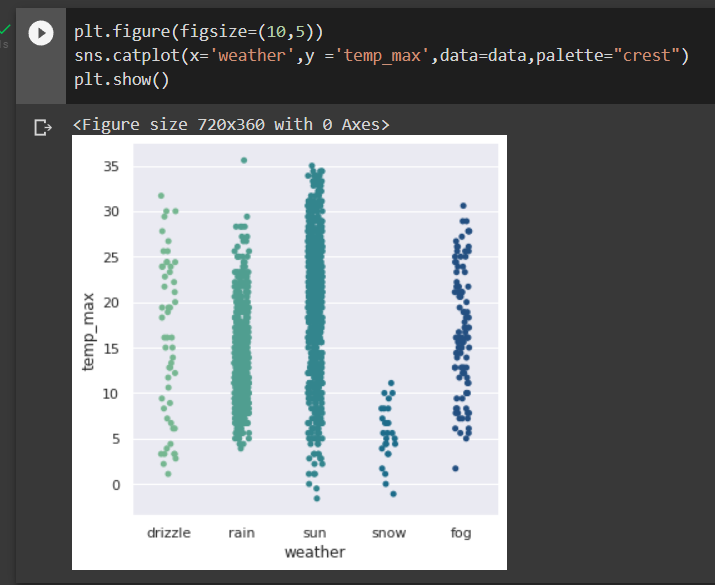 plt.figure(figsize=(10,5))
sns.catplot(x='weather',y ='temp_max',data=data,palette="crest")
plt.show()
<Figure size 720x360 with 0 Axes>
35
30
25
20
15
10
5
0
temp_max
drizzle rain sun snow fog
weather